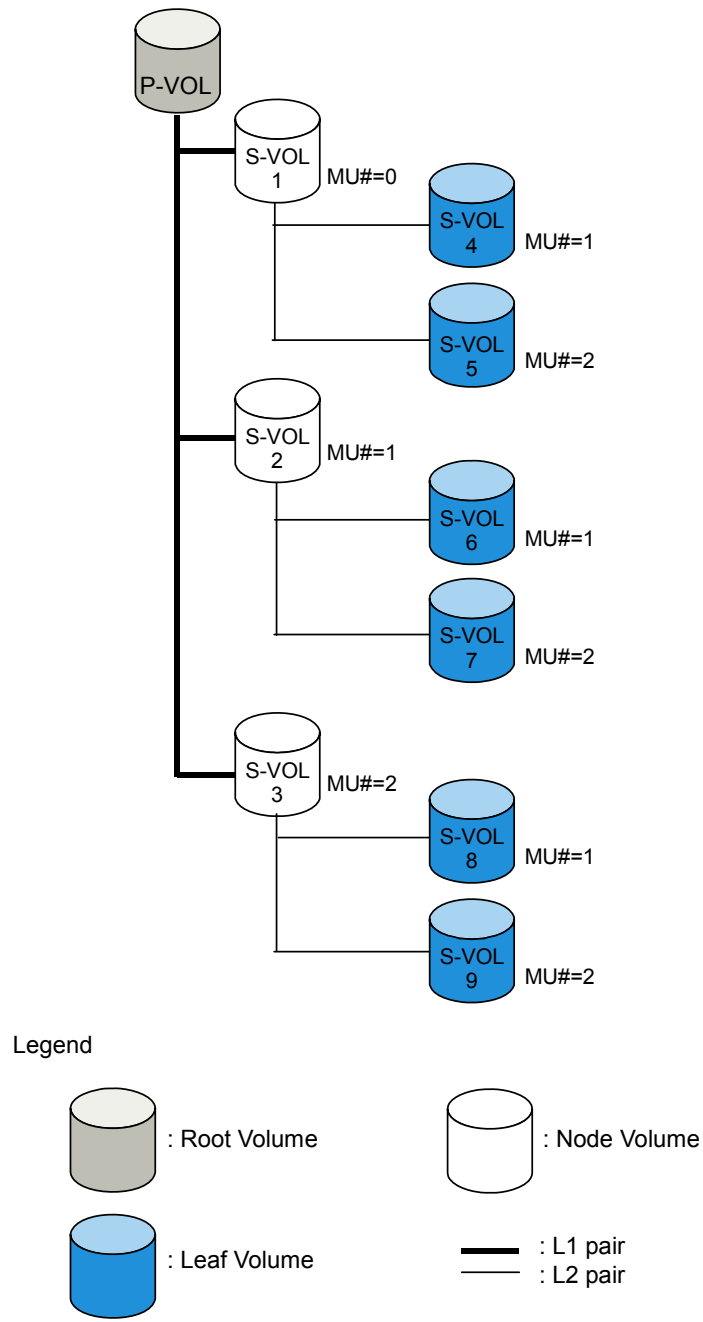 P-VOL
S-VOL
1
MU#=0
S-VOL
4
MU#=1
S-VOL
5
MU#=2
S-VOL
2
MU#=1
S-VOL
6
MU#=1
S-VOL
7
MU#=2
S-VOL
3
MU#=2
S-VOL
8
MU#=1
S-VOL
9
MU#=2
Legend
: Root Volume
: Node Volume
: Leaf Volume
: L1 pair
: L2 pair